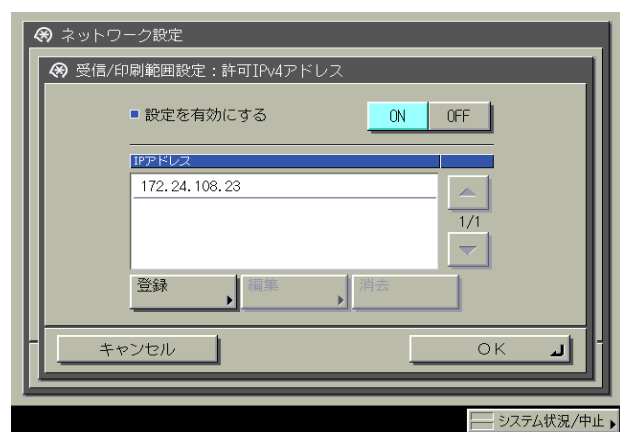 ネットワーク設定
受信/印刷範囲設定：許可IPv4アドレス
設定を有効にする ON OFF
IPアドレス
172.24.108.23
1/1
登録 編集 消去
キャンセル OK
システム状況/中止